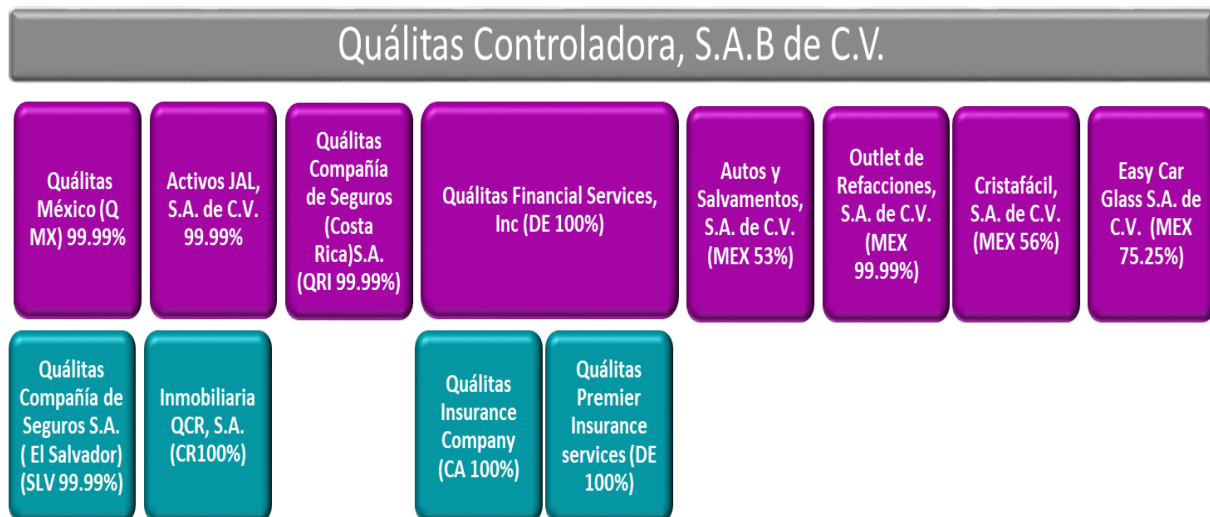 Quálitas Controladora, S.A.B de C.V.
Quálitas
México (Q
MX) 99.99%
Activos JAL,
S.A. de C.V.
99.99%
Quálitas
Compañía
de Seguros
(Costa
Rica)S.A.
(QRI 99.99%)
Quálitas Financial Services,
Inc (DE 100%)
Autos y
Salvamentos,
S.A. de C.V.
(MEX 53%)
Outlet de
Refacciones,
S.A. de C.V.
(MEX
99.99%)
Cristafácil,
S.A. de C.V.
(MEX 56%)
Easy Car
Glass S.A. de
C.V. (MEX
75.25%)
Quálitas
Compañía de
Seguros S.A.
( El Salvador)
(SLV 99.99%)
Inmobiliaria
QCR, S.A.
(CR100%)
Quálitas
Insurance
Company
(CA 100%)
Quálitas
Premier
Insurance
services (DE
100%)